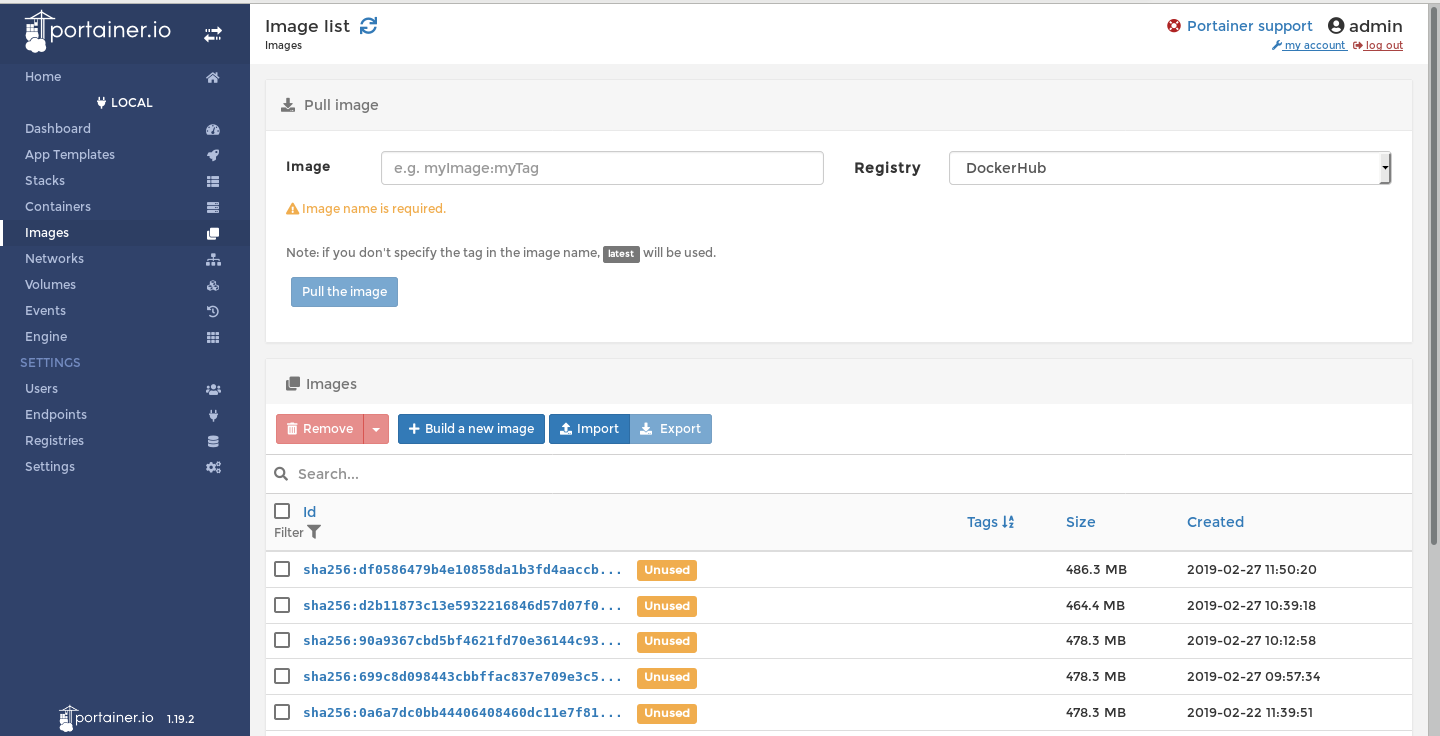 portainer.io
Image list
Images
Portainer support
admin
my account
log out
Home
LOCAL
Dashboard
App Templates
Stacks
Containers
Images
Networks
Volumes
Events
Engine
SETTINGS
Users
Endpoints
Registries
Settings
portainer.io 1.19.2
Pull image
Image
e.g. myImage:myTag
Registry
DockerHub
Image name is required.
Note: if you don't specify the tag in the image name, latest will be used.
Pull the image
Images
Remove
Build a new image
Import
Export
Search...
Id
Filter
Tags
Size
Created
sha256:df0586479b4e10858da1b3fd4aaccb... Unused 486.3 MB 2019-02-27 11:50:20
sha256:d2b11873c13e5932216846d57d07f0... Unused 464.4 MB 2019-02-27 10:39:18
sha256:90a9367cbd5bf4621fd70e36144c93... Unused 478.3 MB 2019-02-27 10:12:58
sha256:699c8d098443cbbffac837e709e3c5... Unused 478.3 MB 2019-02-27 09:57:34
sha256:0a6a7dc0bb44406408460dc11e7f81... Unused 478.3 MB 2019-02-22 11:39:51